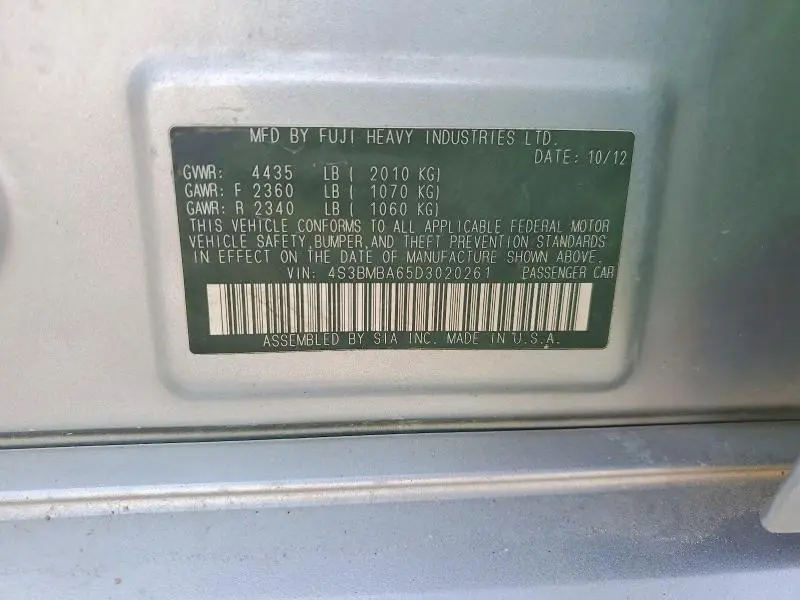 MFD BY FUJI HEAVY INDUSTRIES LTD.
DATE: 10/12
GVWR: 4435 LB ( 2010 KG)
GAWR: F 2360 LB ( 1070 KG)
GAWR: R 2340 LB ( 1060 KG)
THIS VEHICLE CONFORMS TO ALL APPLICABLE FEDERAL MOTOR
VEHICLE SAFETY,BUMPER,AND THEFT PREVENTION STANDARDS
IN EFFECT ON THE DATE OF MANUFACTURE SHOWN ABOVE.
VIN: 4S3BMBA65D3020261 PASSENGER CAR
ASSEMBLED BY SIA INC. MADE IN U.S.A.